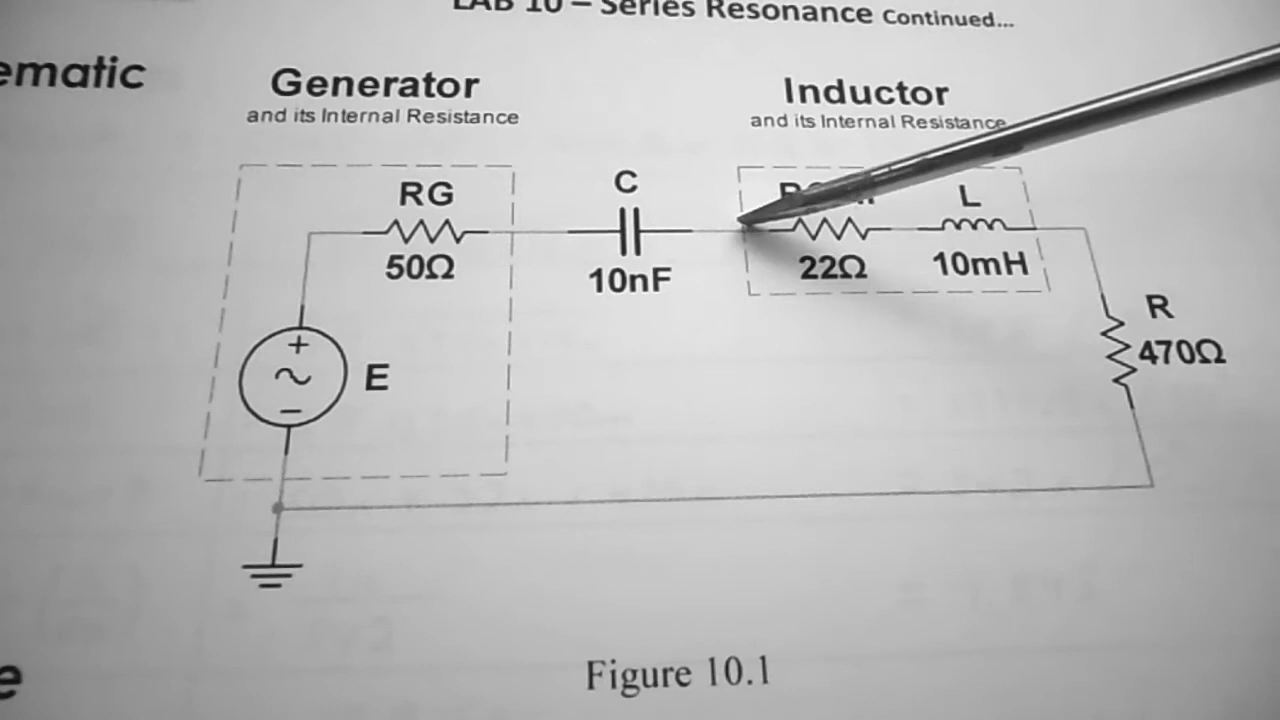 LAB 10 – Series Resonance Continued...
ematic
Generator
and its Internal Resistance
Inductor
and its Internal Resistance
RG
50Ω
C
10nF
22Ω
L
10mH
+
E
−
R
470Ω
Figure 10.1
e